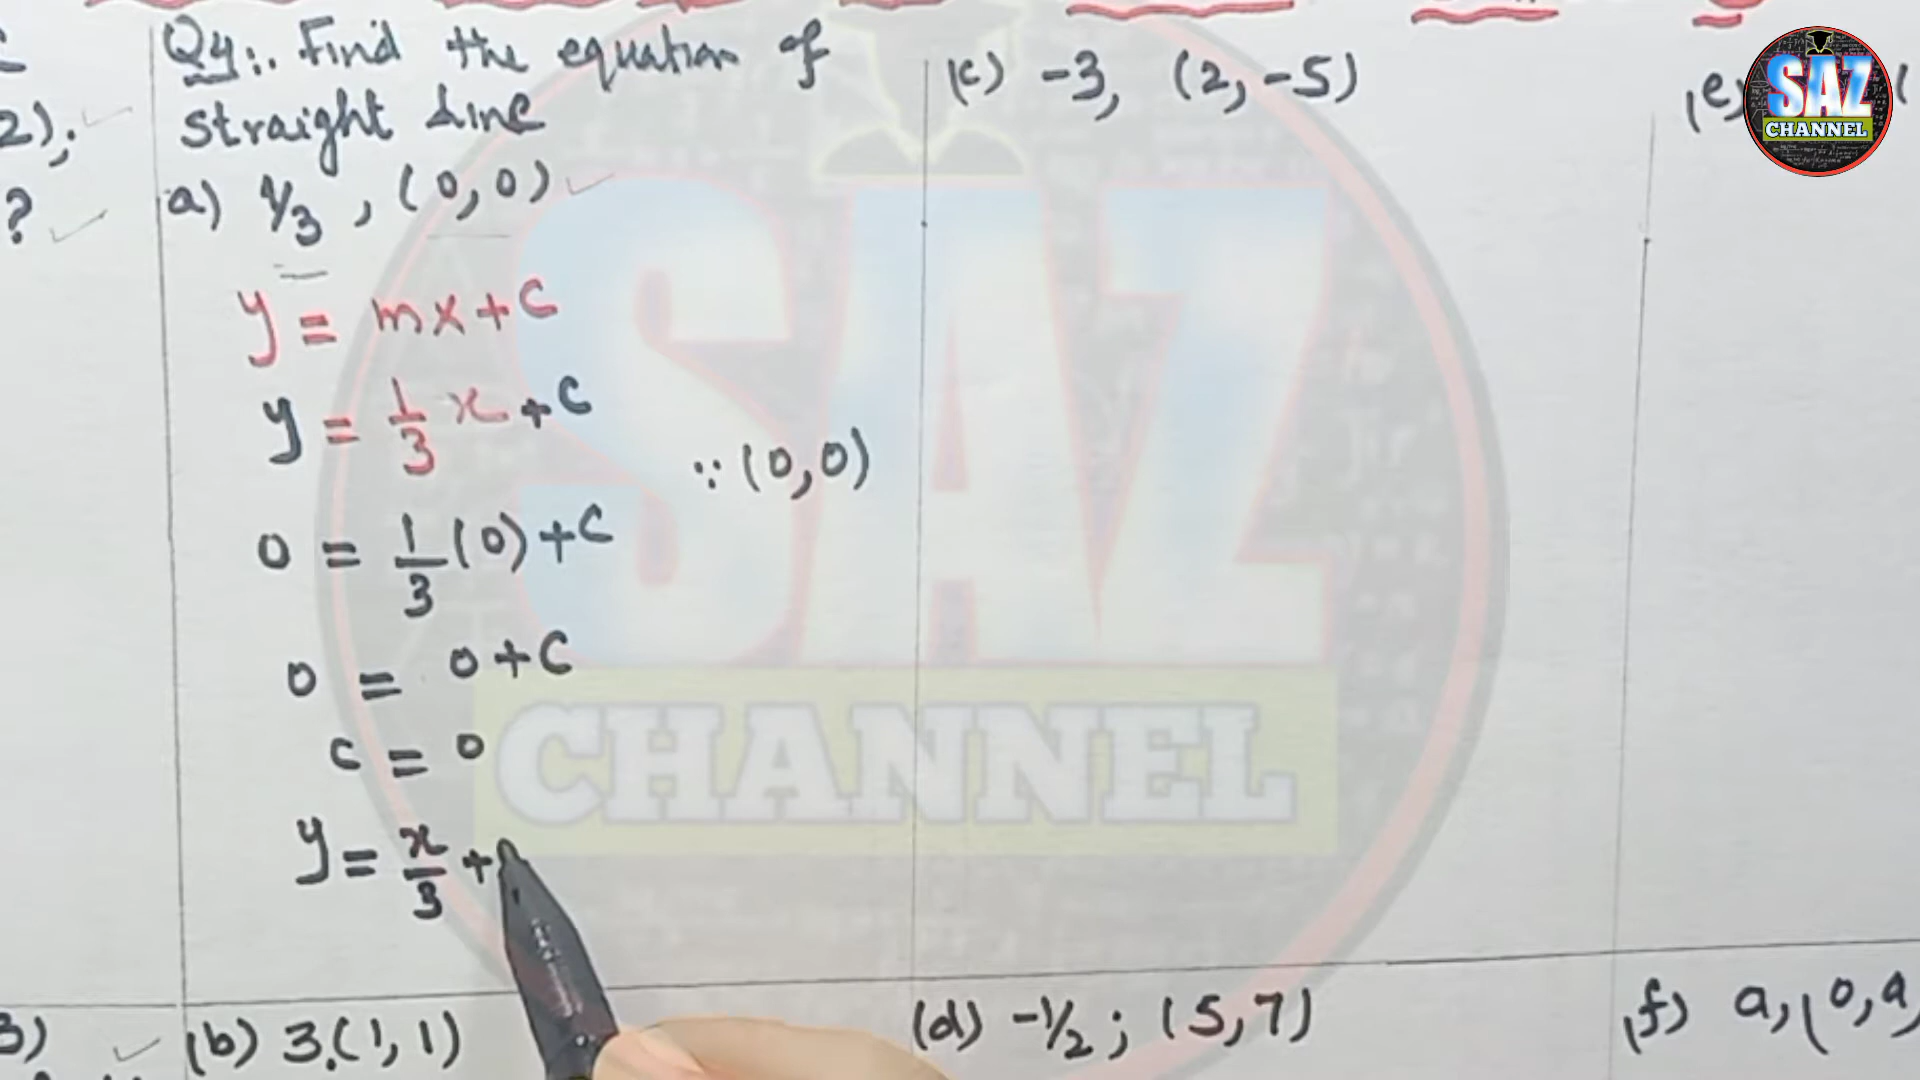 Q4:. Find the equation of
straight Line
a) 1/3 , (0,0)
y = mx+c
y = 1/3 x + c
∵ (0,0)
0 = 1/3 (0) + c
0 = 0 + c
c = 0
y = x/3 +
(b) 3,(1, 1)
(c) -3, (2, -5)
(d) -1/2 ; (5, 7)
(e)
(f) a, (0, a
2);
?
3)
SAZ
CHANNEL
SAZ
CHANNEL